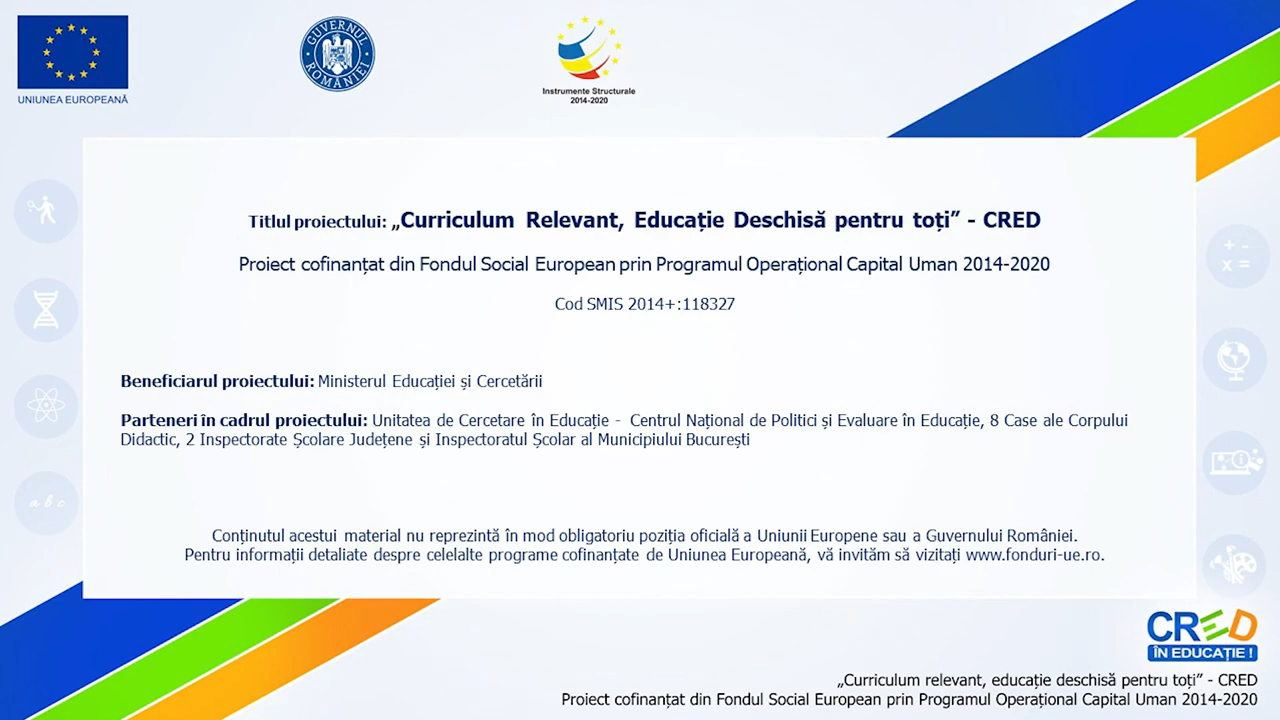 UNIUNEA EUROPEANĂ
GUVERNUL ROMÂNIEI
Instrumente Structurale
2014-2020
Titlul proiectului: „Curriculum Relevant, Educație Deschisă pentru toți” - CRED
Proiect cofinanțat din Fondul Social European prin Programul Operațional Capital Uman 2014-2020
Cod SMIS 2014+:118327
Beneficiarul proiectului: Ministerul Educației și Cercetării
Parteneri în cadrul proiectului: Unitatea de Cercetare în Educație - Centrul Național de Politici și Evaluare în Educație, 8 Case ale Corpului
Didactic, 2 Inspectorate Școlare Județene și Inspectoratul Școlar al Municipiului București
Conținutul acestui material nu reprezintă în mod obligatoriu poziția oficială a Uniunii Europene sau a Guvernului României.
Pentru informații detaliate despre celelalte programe cofinanțate de Uniunea Europeană, vă invităm să vizitați www.fonduri-ue.ro.
a b c
+ -
x =
CRED
ÎN EDUCAȚIE !
„Curriculum relevant, educație deschisă pentru toți” - CRED
Proiect cofinanțat din Fondul Social European prin Programul Operațional Capital Uman 2014-2020